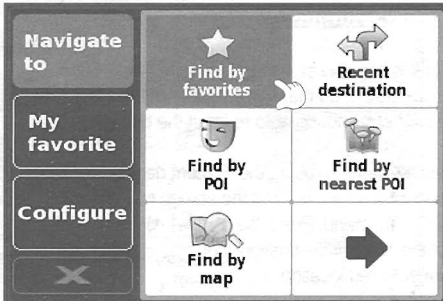 Navigate
to
My
favorite
Configure
Find by
favorites
Recent
destination
Find by
POI
Find by
nearest POI
Find by
map